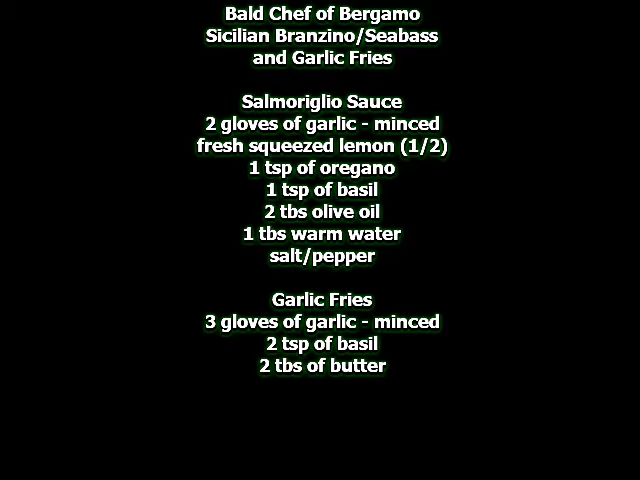 Bald Chef of Bergamo
Sicilian Branzino/Seabass
and Garlic Fries
Salmoriglio Sauce
2 gloves of garlic - minced
fresh squeezed lemon (1/2)
1 tsp of oregano
1 tsp of basil
2 tbs olive oil
1 tbs warm water
salt/pepper
Garlic Fries
3 gloves of garlic - minced
2 tsp of basil
2 tbs of butter